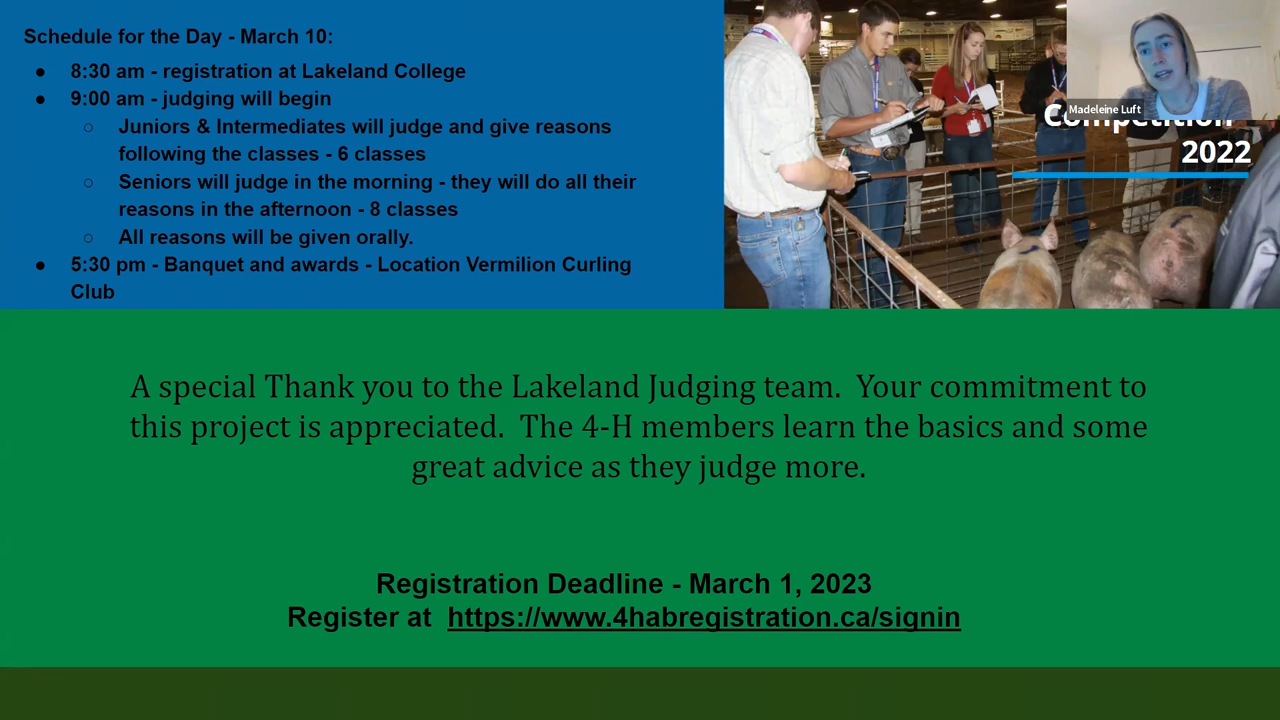 Schedule for the Day - March 10:
● 8:30 am - registration at Lakeland College
● 9:00 am - judging will begin
○ Juniors & Intermediates will judge and give reasons
following the classes - 6 classes
○ Seniors will judge in the morning - they will do all their
reasons in the afternoon - 8 classes
○ All reasons will be given orally.
● 5:30 pm - Banquet and awards - Location Vermilion Curling
Club
Madeleine Luft
Competition
2022
A special Thank you to the Lakeland Judging team. Your commitment to
this project is appreciated. The 4-H members learn the basics and some
great advice as they judge more.
Registration Deadline - March 1, 2023
Register at https://www.4habregistration.ca/signin